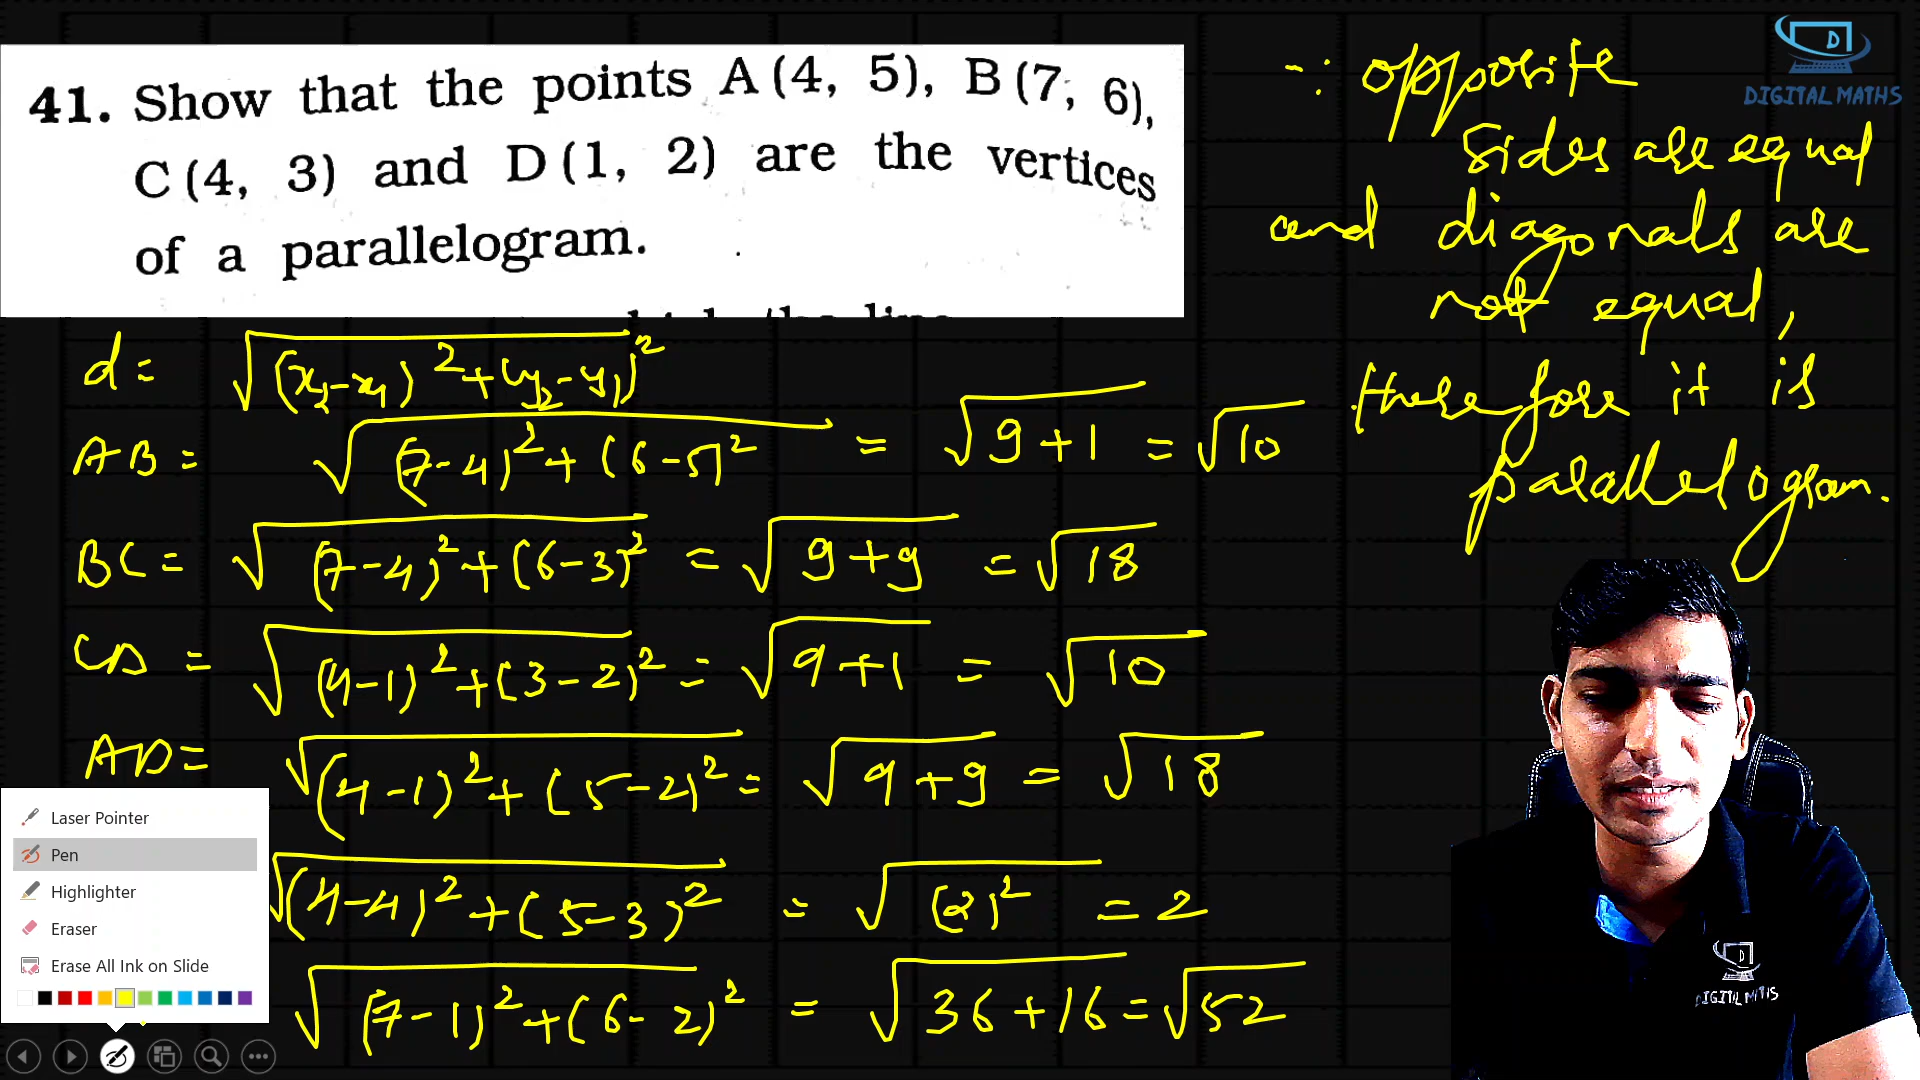 41. Show that the points A (4, 5), B (7, 6),
C (4, 3) and D (1, 2) are the vertices
of a parallelogram.
d = √(x₂-x₁)²+(y₂-y₁)²
AB = √(7-4)²+(6-5)² = √9+1 = √10
BC = √(7-4)²+(6-3)² = √9+9 = √18
CD = √(4-1)²+(3-2)² = √9+1 = √10
AD = √(4-1)²+(5-2)² = √9+9 = √18
√(4-4)²+(5-3)² = √(2)² = 2
√(7-1)²+(6-2)² = √36+16 = √52
∵ opposite
sides are equal
and diagonals are
not equal,
therefore it is
parallelogram.
DIGITAL MATHS
Laser Pointer
Pen
Highlighter
Eraser
Erase All Ink on Slide
DIGITAL MATHS